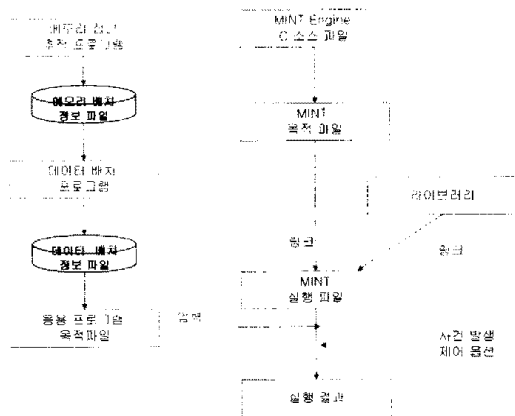 메모리 접근
추적 프로그램
메모리 배치
정보 파일
데이터 배치
프로그램
데이터 배치
정보 파일
응용 프로그램
목적파일
MINT Engine
C 소스 파일
MINT
목적 파일
라이브러리
링크
링크
MINT
실행 파일
입력
사건 발생
제어 옵션
실행 결과